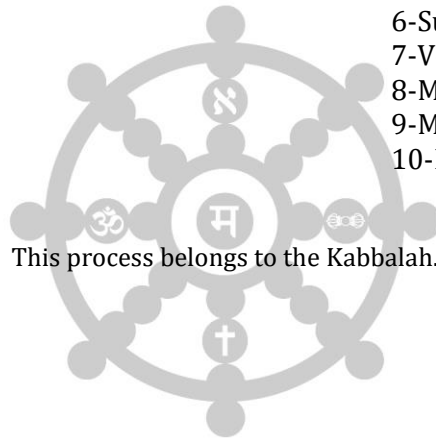 6-Su
7-V
8-M
9-M
10-
א
ॐ म
This process belongs to the Kabbalah.